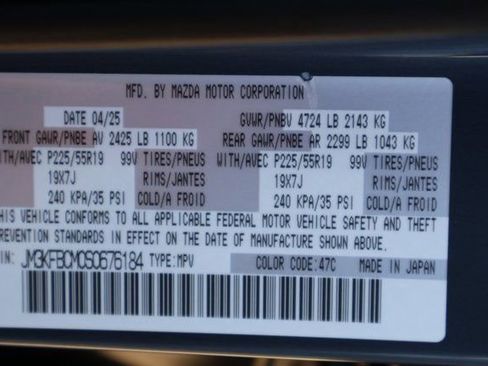 MFD. BY MAZDA MOTOR CORPORATION
DATE 04/25 GVWR/PNBV 4724 LB 2143 KG
FRONT GAWR/PNBE AV 2425 LB 1100 KG REAR GAWR/PNBE AR 2299 LB 1043 KG
WITH/AVEC P225/55R19 99V TIRES/PNEUS WITH/AVEC P225/55R19 99V TIRES/PNEUS
19X7J RIMS/JANTES 19X7J RIMS/JANTES
240 KPA/35 PSI COLD/A FROID 240 KPA/35 PSI COLD/A FROID
THIS VEHICLE CONFORMS TO ALL APPLICABLE FEDERAL MOTOR VEHICLE SAFETY AND THEFT
PREVENTION STANDARDS IN EFFECT ON THE DATE OF MANUFACTURE SHOWN ABOVE.
IN: JM3KFBCM0S0676184 TYPE:MPV COLOR CODE:47C MADE IN JAPAN